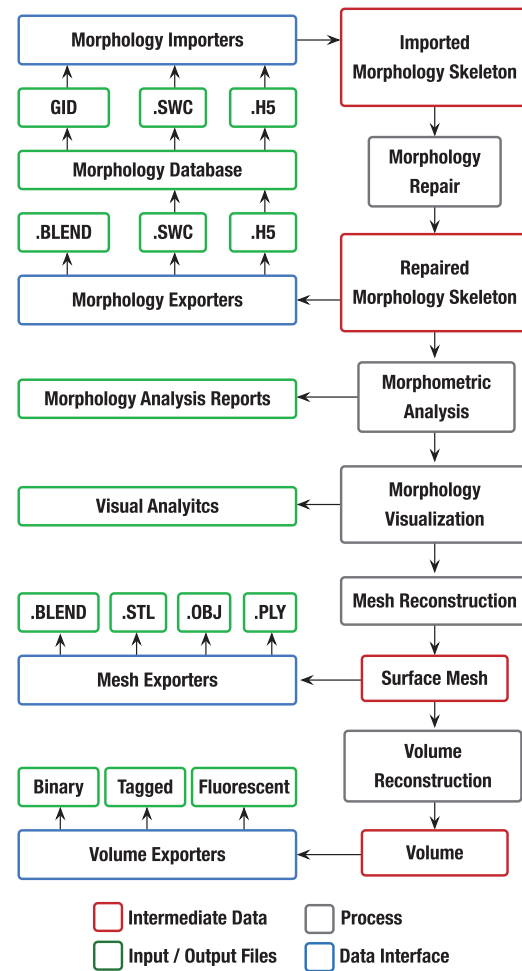 Morphology Importers
Imported
Morphology Skeleton
GID
.SWC
.H5
Morphology
Repair
Morphology Database
.BLEND
.SWC
.H5
Repaired
Morphology Skeleton
Morphology Exporters
Morphometric
Analysis
Morphology Analysis Reports
Morphology
Visualization
Visual Analyitcs
Mesh Reconstruction
.BLEND
.STL
.OBJ
.PLY
Mesh Exporters
Surface Mesh
Volume
Reconstruction
Binary
Tagged
Fluorescent
Volume Exporters
Volume
Intermediate Data
Process
Input / Output Files
Data Interface